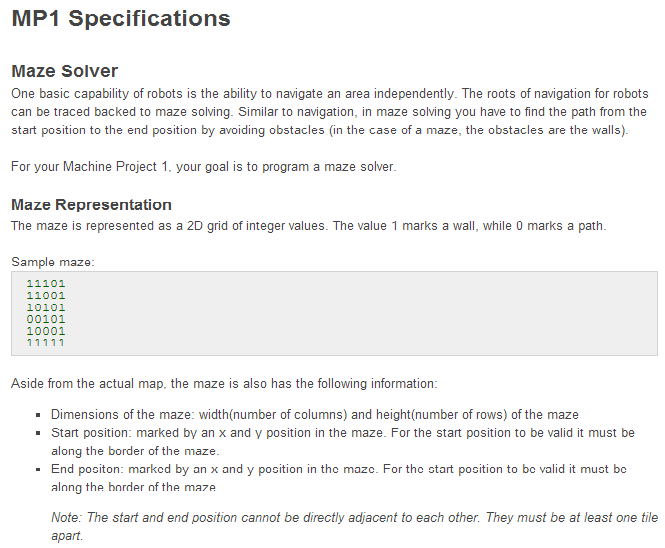 MP1 Specifications
Maze Solver
One basic capability of robots is the ability to navigate an area independently. The roots of navigation for robots
can be traced backed to maze solving. Similar to navigation, in maze solving you have to find the path from the
start position to the end position by avoiding obstacles (in the case of a maze, the obstacles are the walls).
For your Machine Project 1, your goal is to program a maze solver.
Maze Representation
The maze is represented as a 2D grid of integer values. The value 1 marks a wall, while 0 marks a path.
Sample maze:
11101
11001
10101
00101
10001
11111
Aside from the actual map, the maze is also has the following information:
▪ Dimensions of the maze: width(number of columns) and height(number of rows) of the maze
▪ Start position: marked by an x and y position in the maze. For the start position to be valid it must be
along the border of the maze.
▪ End positon: marked by an x and y position in the maze. For the start position to be valid it must be
along the border of the maze
Note: The start and end position cannot be directly adjacent to each other. They must be at least one tile
apart.